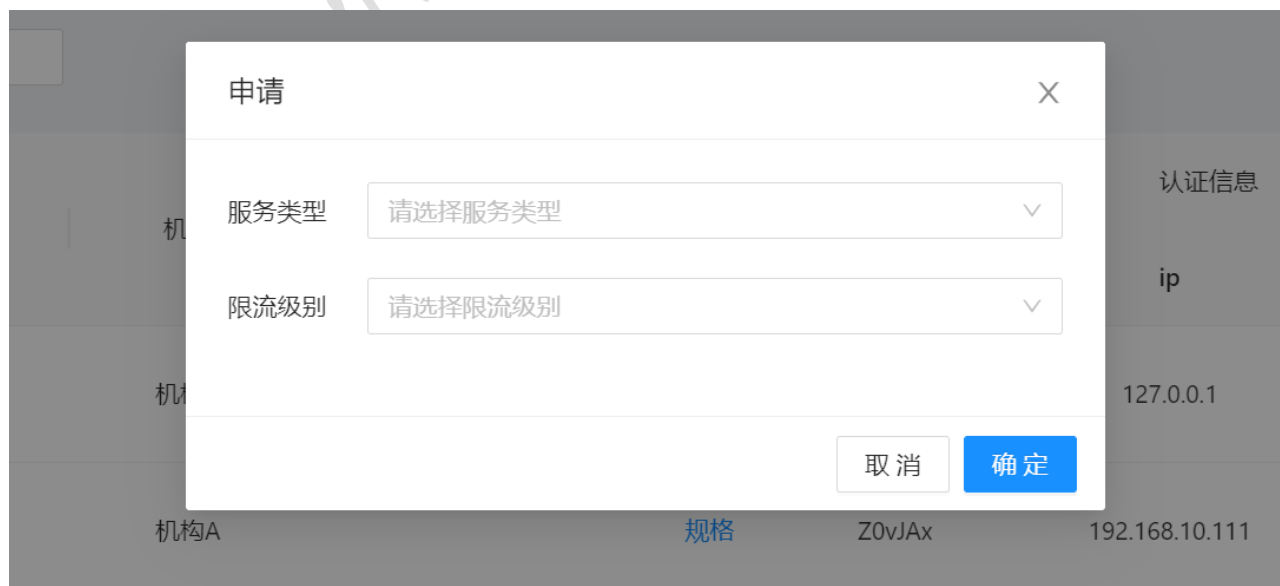 申请
认证信息
服务类型 请选择服务类型
机
ip
限流级别 请选择限流级别
127.0.0.1
取消 确定
机构A 规格 Z0vJAx 192.168.10.111